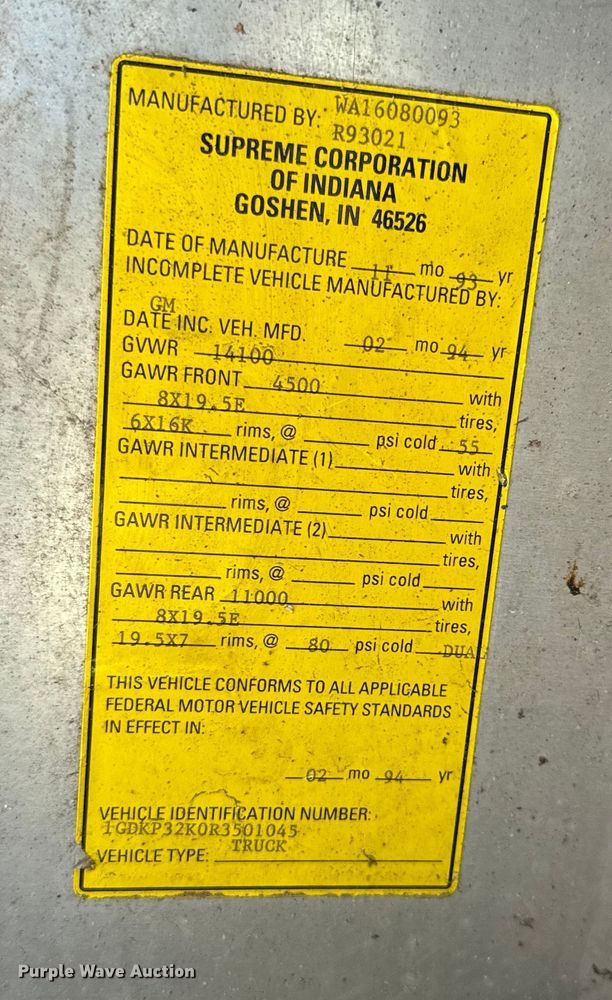 MANUFACTURED BY: WA16080093
R93021
SUPREME CORPORATION
OF INDIANA
GOSHEN, IN 46526
DATE OF MANUFACTURE 11 mo 93 yr
INCOMPLETE VEHICLE MANUFACTURED BY:
GM
DATE INC. VEH. MFD. 02 mo 94 yr
GVWR 14100
GAWR FRONT 4500 with
8X19.5E tires,
6X16K rims, @ psi cold 55
GAWR INTERMEDIATE (1) with
tires,
rims, @ psi cold
GAWR INTERMEDIATE (2) with
tires,
rims, @ psi cold
GAWR REAR 11000 with
8X19.5E tires,
19.5X7 rims, @ 80 psi cold DUAL
THIS VEHICLE CONFORMS TO ALL APPLICABLE
FEDERAL MOTOR VEHICLE SAFETY STANDARDS
IN EFFECT IN:
02 mo 94 yr
VEHICLE IDENTIFICATION NUMBER:
1GDKP32K0R3501045
VEHICLE TYPE: TRUCK
Purple Wave Auction